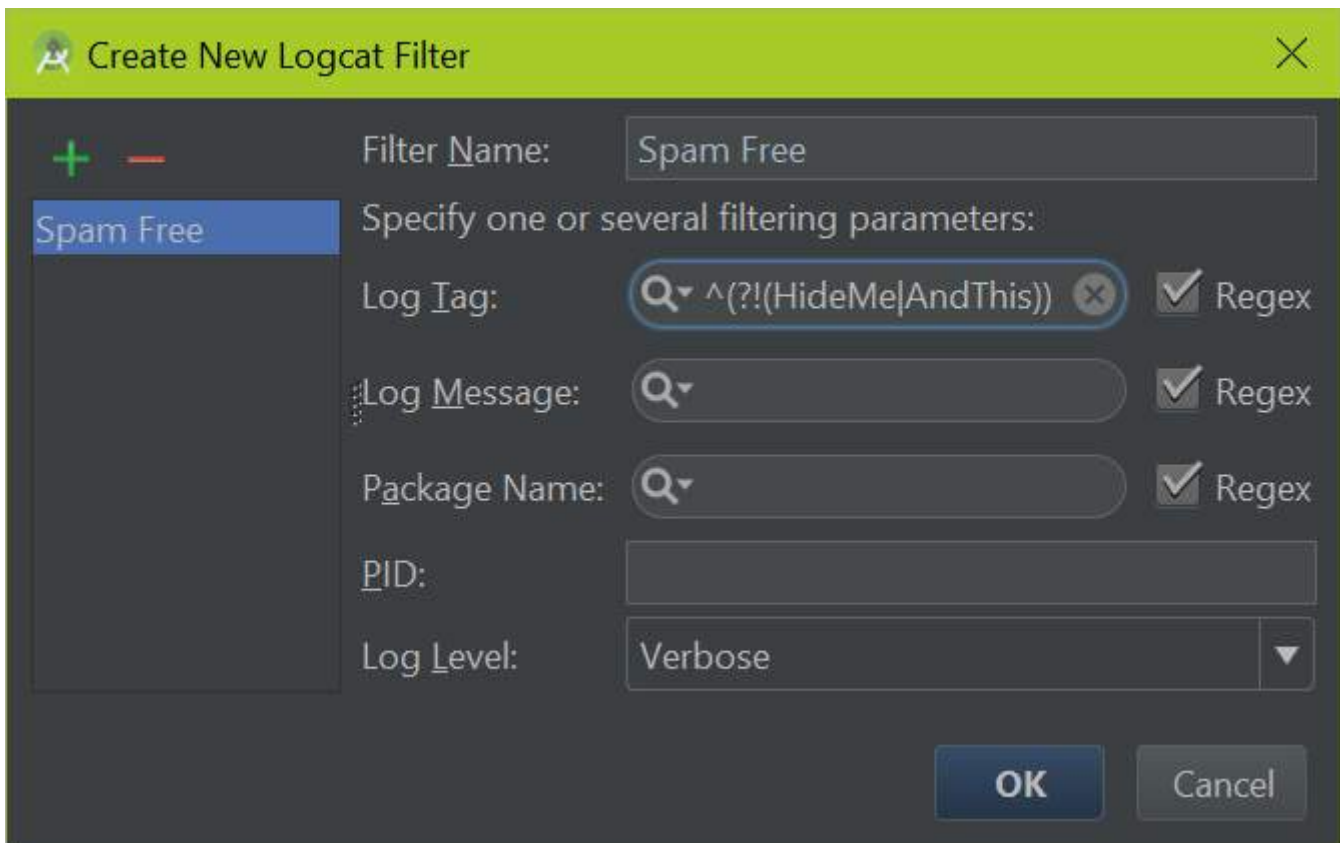 Create New Logcat Filter
Filter Name: Spam Free
Spam Free
Specify one or several filtering parameters:
Log Tag: ^(?!(HideMe|AndThis)) Regex
Log Message: Regex
Package Name: Regex
PID:
Log Level: Verbose
OK Cancel